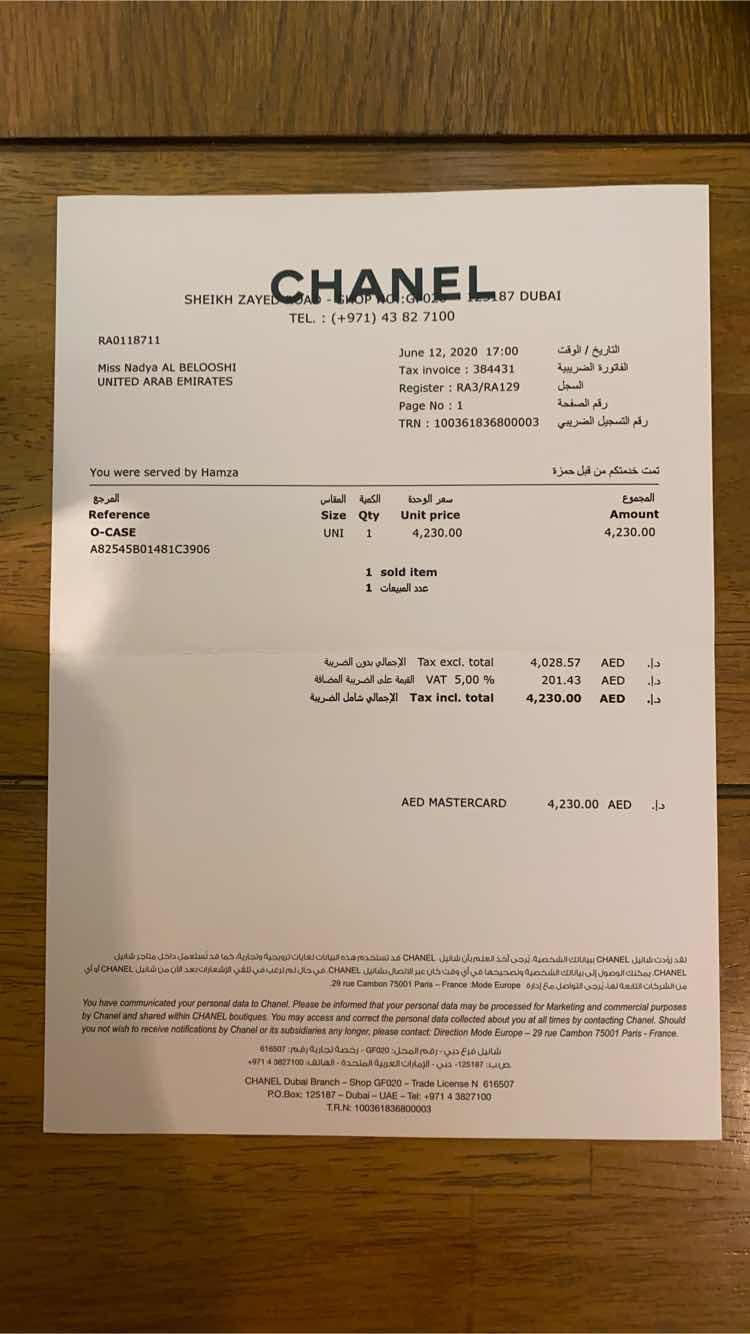 CHANEL
SHEIKH ZAYED ROAD - SHOP NO:GF020 - 125187 DUBAI
TEL. : (+971) 43 82 7100
RA0118711
Miss Nadya AL BELOOSHI
UNITED ARAB EMIRATES
June 12, 2020 17:00 التاريخ / الوقت
Tax invoice : 384431 الفاتورة الضريبية
Register : RA3/RA129 السجل
Page No : 1 رقم الصفحة
TRN : 100361836800003 رقم التسجيل الضريبي
You were served by Hamza تمت خدمتكم من قبل حمزة
المرجع المقاس الكمية سعر الوحدة المجموع
Reference Size Qty Unit price Amount
O-CASE UNI 1 4,230.00 4,230.00
A82545B01481C3906
1 sold item
1 عدد المبيعات
الإجمالي بدون الضريبة Tax excl. total 4,028.57 AED د.إ.
القيمة على الضريبة المضافة VAT 5,00 % 201.43 AED د.إ.
الإجمالي شامل الضريبة Tax incl. total 4,230.00 AED د.إ.
AED MASTERCARD 4,230.00 AED د.إ.
لقد زوّدت شانيل CHANEL ببياناتك الشخصية. يُرجى أخذ العلم بأن شانيل CHANEL قد تستخدم هذه البيانات لغايات ترويجية وتجارية، كما قد تُستعمل داخل متاجر شانيل
CHANEL. يمكنك الوصول إلى بياناتك الشخصية وتصحيحها في أي وقت كان عبر الاتصال بشانيل CHANEL. في حال لم ترغب في تلقي الإشعارات بعد الآن من شانيل CHANEL أو أي
من الشركات التابعة لها، يُرجى التواصل مع إدارة Mode Europe: 29 rue Cambon 75001 Paris – France.
You have communicated your personal data to Chanel. Please be informed that your personal data may be processed for Marketing and commercial purposes
by Chanel and shared within CHANEL boutiques. You may access and correct the personal data collected about you at all times by contacting Chanel. Should
you not wish to receive notifications by Chanel or its subsidiaries any longer, please contact: Direction Mode Europe – 29 rue Cambon 75001 Paris - France.
شانيل فرع دبي - رقم المحل: GF020 - رخصة تجارية رقم: 616507
ص.ب: 125187- دبي - الإمارات العربية المتحدة - الهاتف: 3827100 4 971+
CHANEL Dubai Branch – Shop GF020 – Trade License N 616507
P.O.Box: 125187 – Dubai – UAE – Tel: +971 4 3827100
T.R.N: 100361836800003